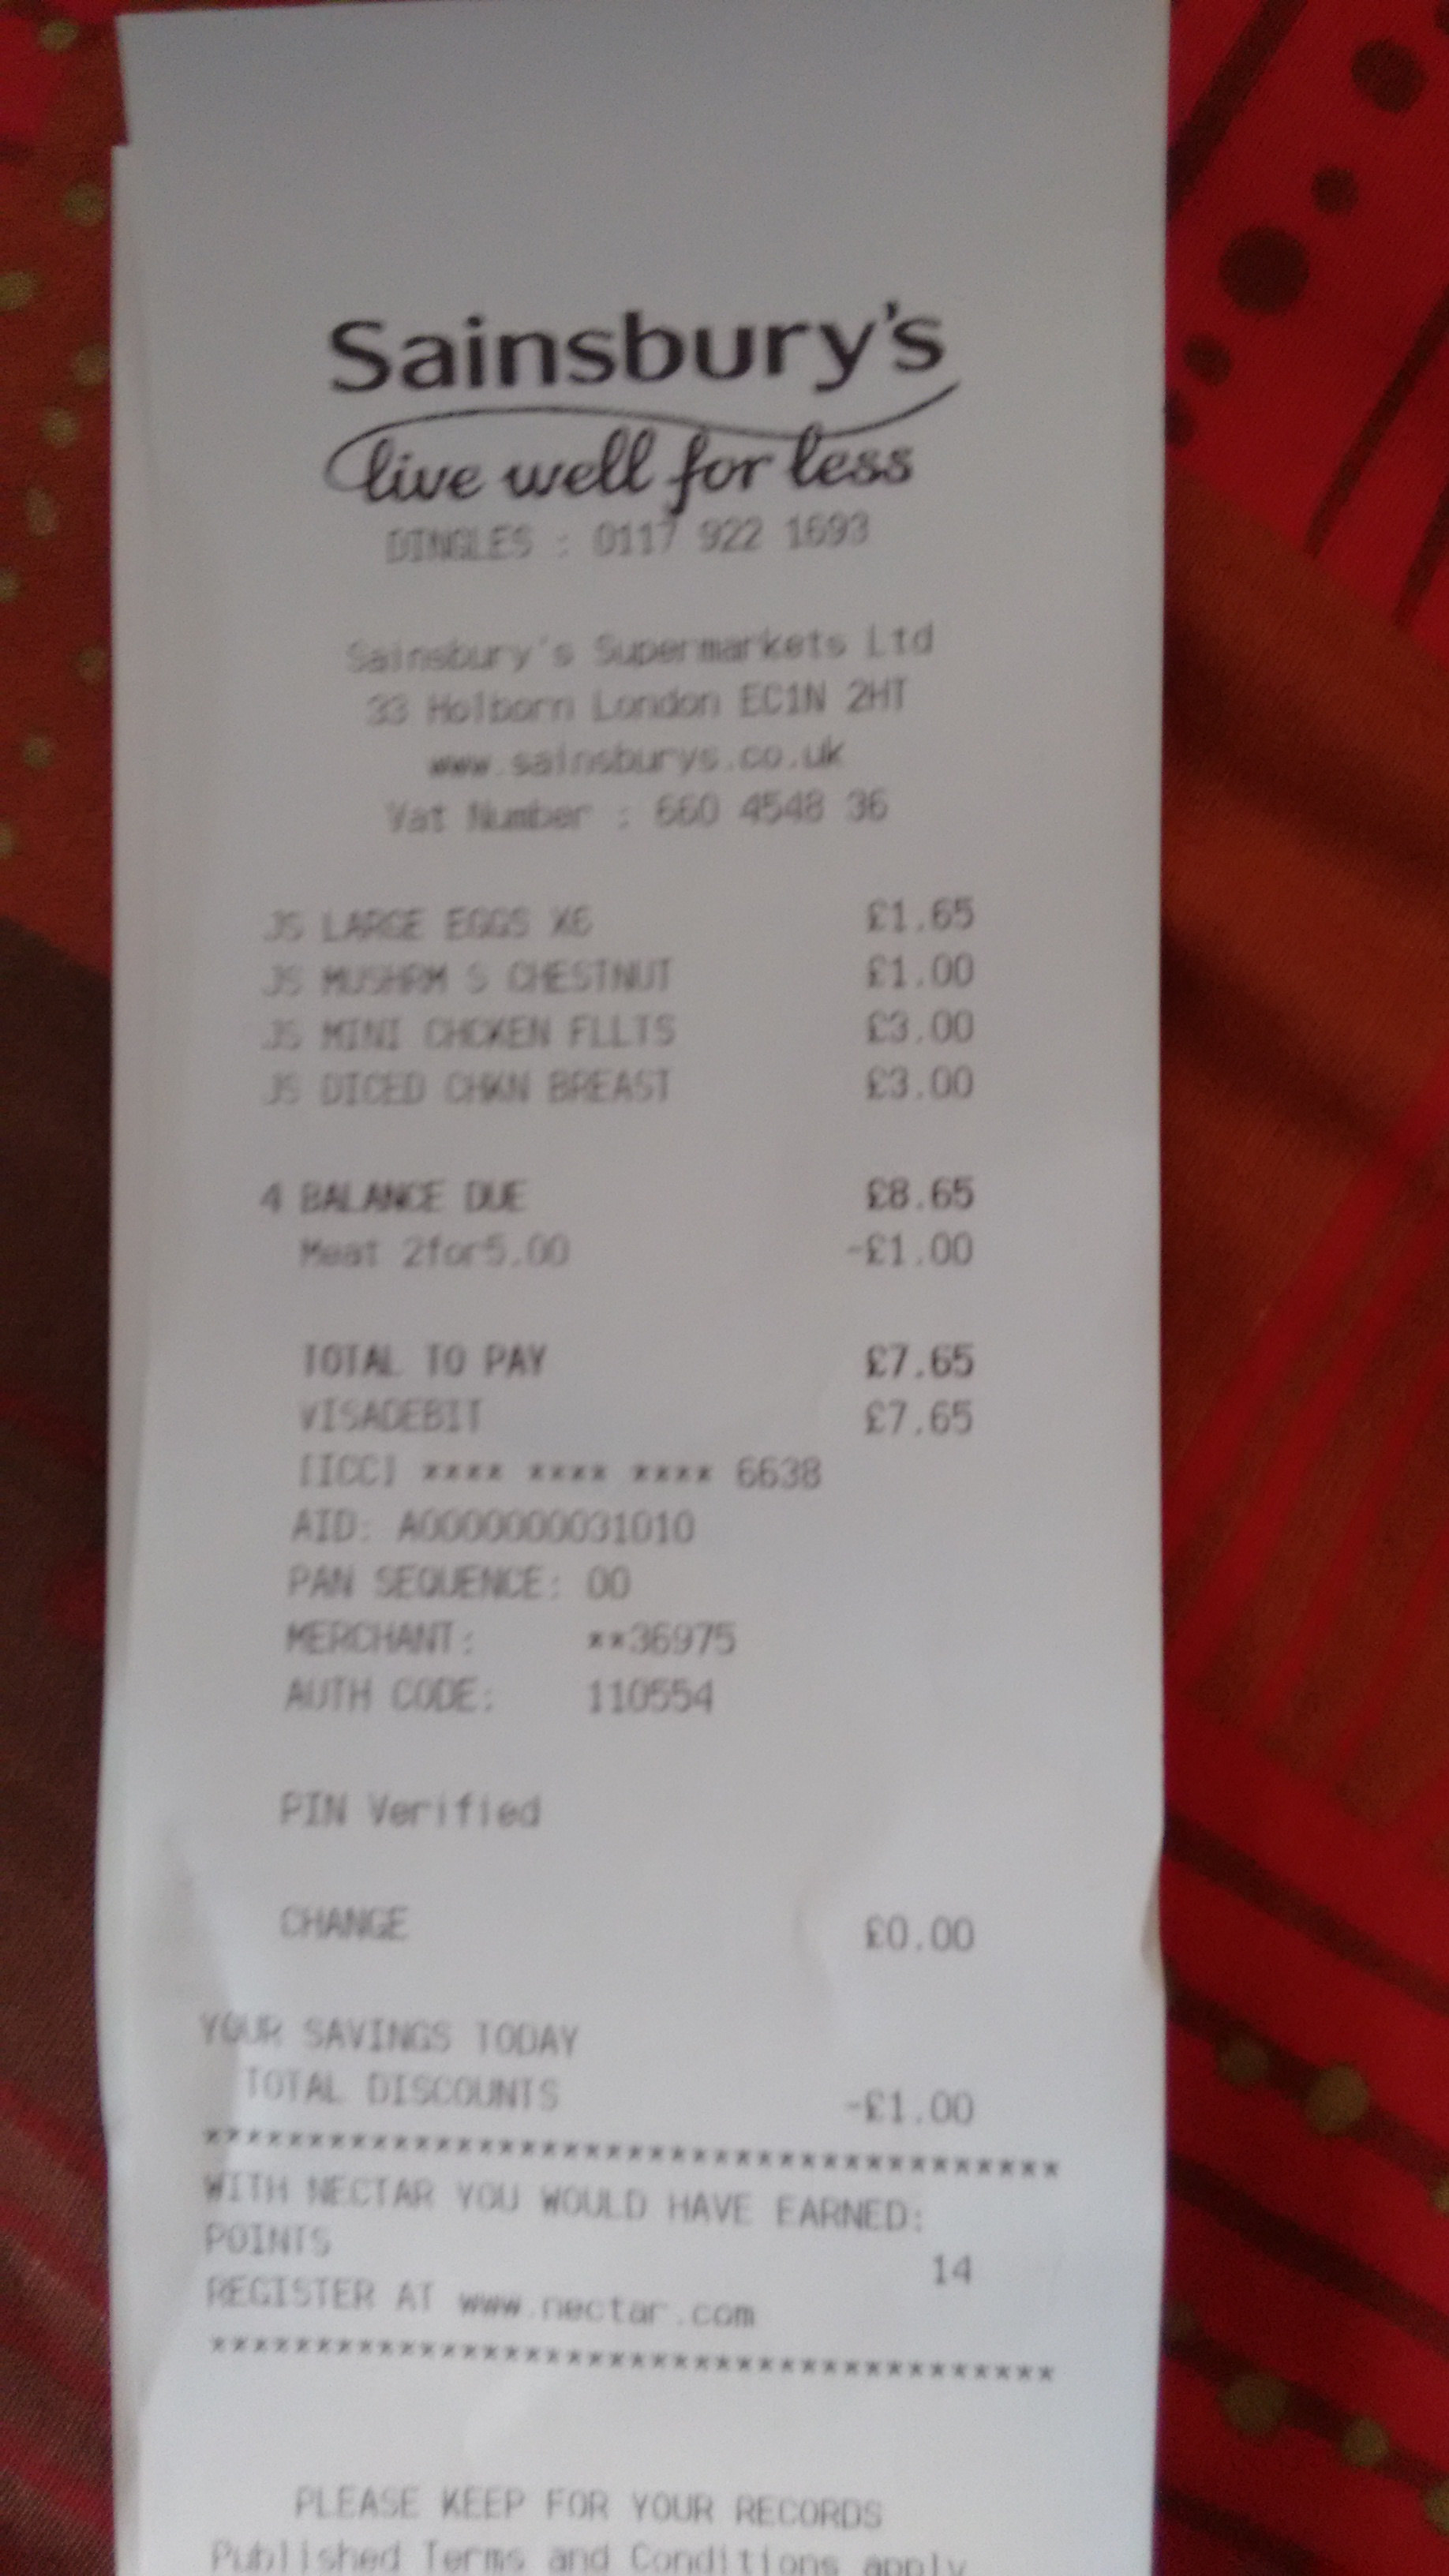 Sainsbury's
live well for less
DINGLES : 0117 922 1693
Sainsbury's Supermarkets Ltd
33 Holborn London EC1N 2HT
www.sainsburys.co.uk
Vat Number : 660 4548 36
JS LARGE EGGS X6 £1.65
JS MUSHRM S CHESTNUT £1.00
JS MINI CHCKEN FLLTS £3.00
JS DICED CHKN BREAST £3.00
4 BALANCE DUE £8.65
Meat 2for5.00 -£1.00
TOTAL TO PAY £7.65
VISADEBIT £7.65
[ICC] **** **** **** 6638
AID: A0000000031010
PAN SEQUENCE: 00
MERCHANT: **36975
AUTH CODE: 110554
PIN Verified
CHANGE £0.00
YOUR SAVINGS TODAY
TOTAL DISCOUNTS -£1.00
****************************************
WITH NECTAR YOU WOULD HAVE EARNED:
POINTS 14
REGISTER AT www.nectar.com
****************************************
PLEASE KEEP FOR YOUR RECORDS
Published Terms and Conditions apply